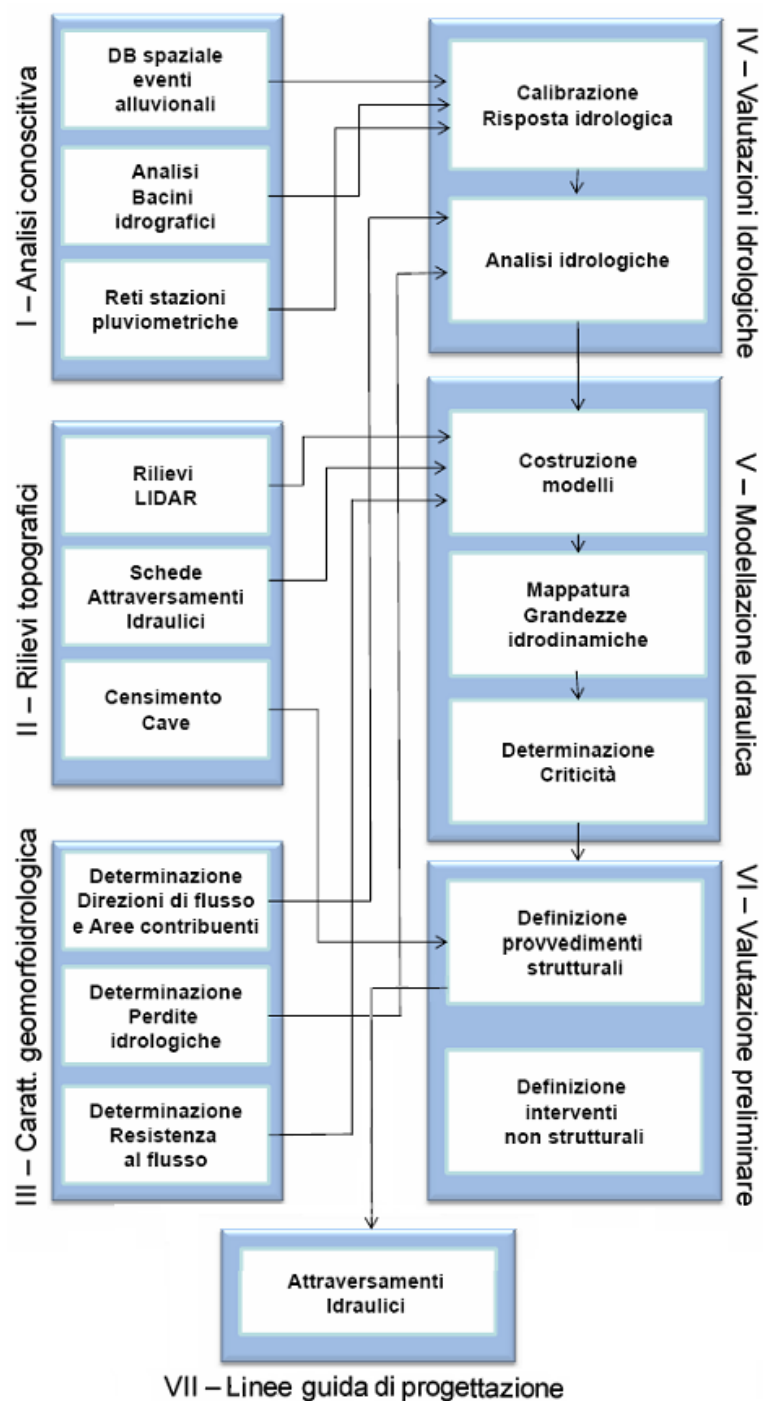 I – Analisi conoscitiva
DB spaziale
eventi
alluvionali
Analisi
Bacini
idrografici
Reti stazioni
pluviometriche
II – Rilievi topografici
Rilievi
LIDAR
Schede
Attraversamenti
Idraulici
Censimento
Cave
III – Caratt. geomorfoidrologica
Determinazione
Direzioni di flusso
e Aree contribuenti
Determinazione
Perdite
idrologiche
Determinazione
Resistenza
al flusso
IV – Valutazioni Idrologiche
Calibrazione
Risposta idrologica
Analisi idrologiche
V – Modellazione Idraulica
Costruzione
modelli
Mappatura
Grandezze
idrodinamiche
Determinazione
Criticità
VI – Valutazione preliminare
Definizione
provvedimenti
strutturali
Definizione
interventi
non strutturali
Attraversamenti
Idraulici
VII – Linee guida di progettazione